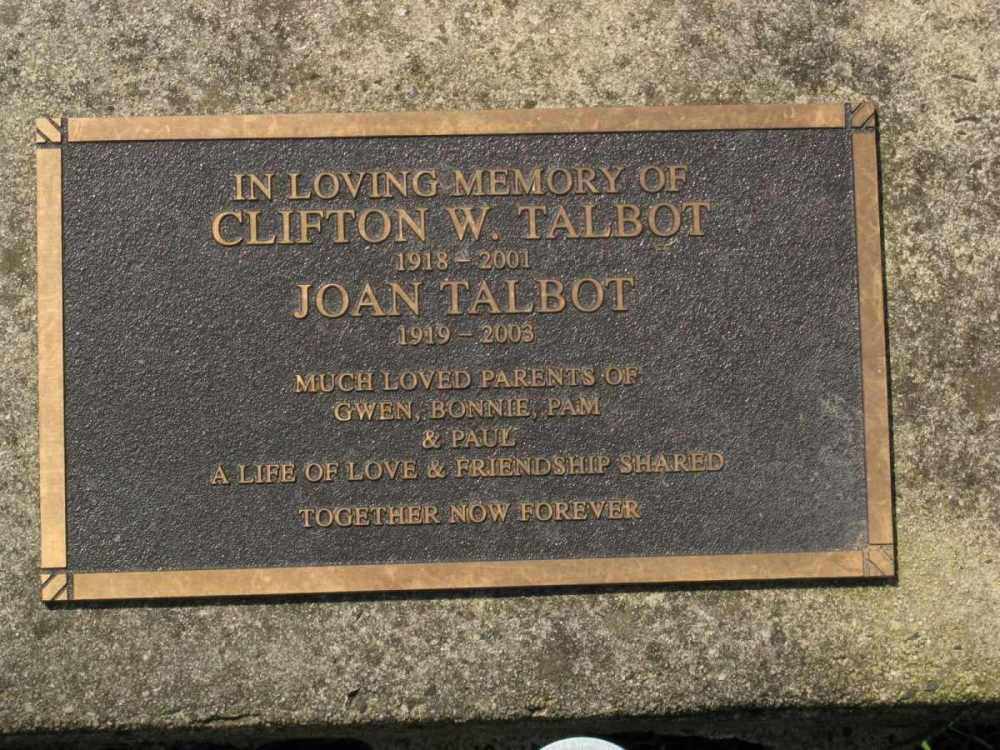 IN LOVING MEMORY OF
CLIFTON W. TALBOT
1918 – 2001
JOAN TALBOT
1919 – 2003
MUCH LOVED PARENTS OF
GWEN, BONNIE, PAM
& PAUL
A LIFE OF LOVE & FRIENDSHIP SHARED
TOGETHER NOW FOREVER